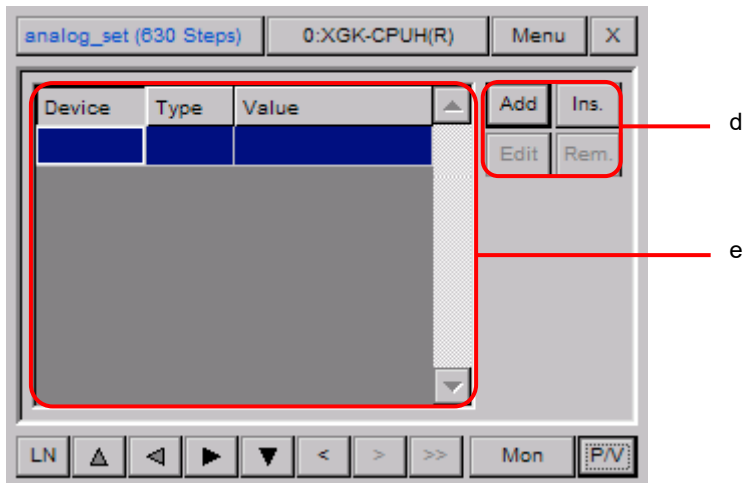 analog_set (630 Steps) 0:XGK-CPUH(R) Menu X
Device Type Value Add Ins. d
Edit Rem.
e
LN < > >> Mon P/V